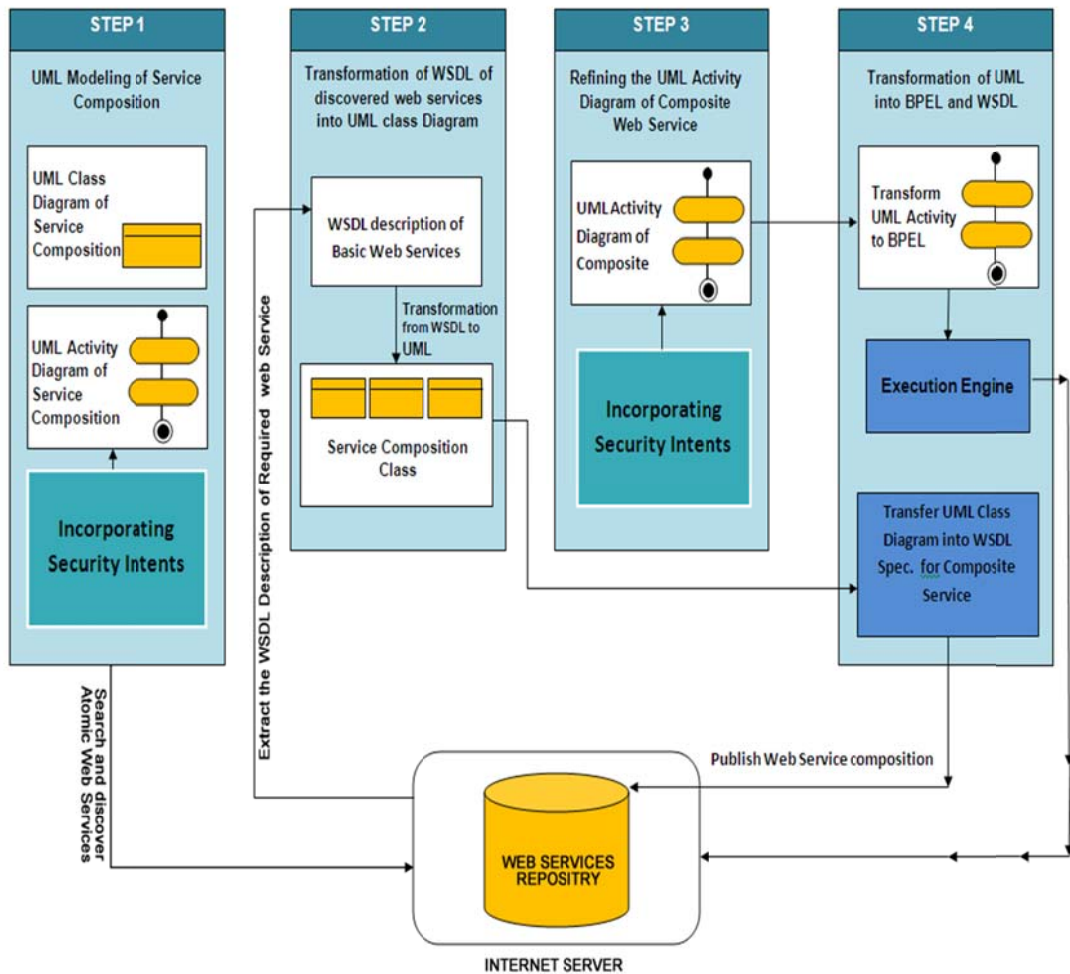 STEP 1
UML Modeling of Service
Composition
UML Class
Diagram of
Service
Composition
UML Activity
Diagram of
Service
Composition
Incorporating
Security Intents
Search and discover
Atomic Web Services
STEP 2
Transformation of WSDL of
discovered web services
into UML class Diagram
WSDL description of
Basic Web Services
Transformation
from WSDL to
UML
Service Composition
Class
Extract the WSDL Description of Required web Service
STEP 3
Refining the UML Activity
Diagram of Composite
Web Service
UML Activity
Diagram of
Composite
Incorporating
Security Intents
STEP 4
Transformation of UML
into BPEL and WSDL
Transform
UML Activity
to BPEL
Execution Engine
Transfer UML Class
Diagram into WSDL
Spec. for Composite
Service
Publish Web Service composition
WEB SERVICES
REPOSITRY
INTERNET SERVER